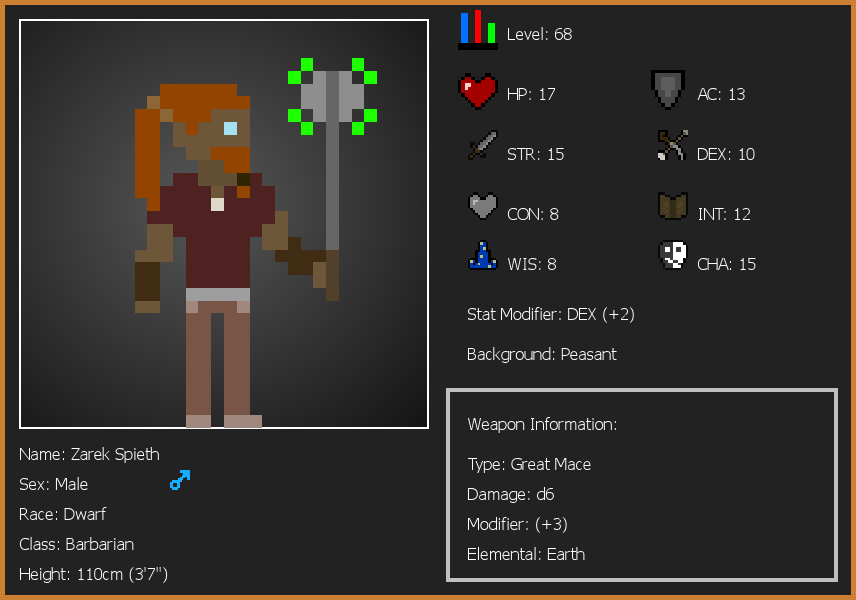 Level: 68
HP: 17
AC: 13
STR: 15
DEX: 10
CON: 8
INT: 12
WIS: 8
CHA: 15
Stat Modifier: DEX (+2)
Background: Peasant
Weapon Information:
Type: Great Mace
Damage: d6
Modifier: (+3)
Elemental: Earth
Name: Zarek Spieth
Sex: Male
Race: Dwarf
Class: Barbarian
Height: 110cm (3'7")